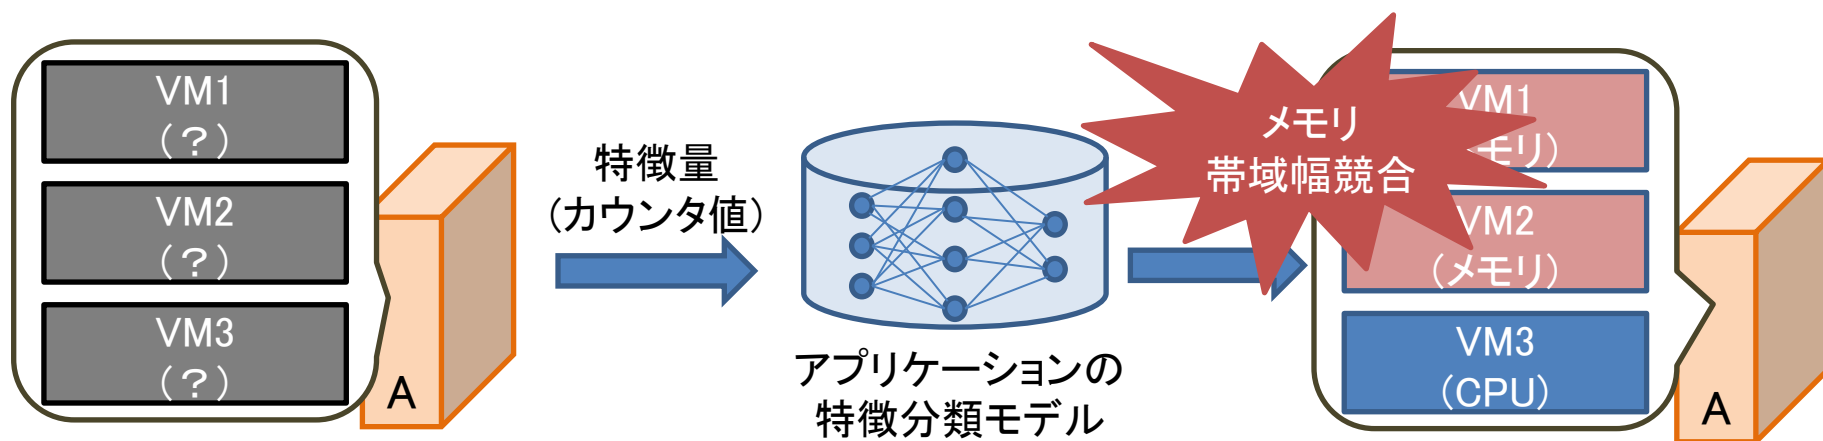 VM1
(?)
VM2
(?)
VM3
(?)
A
特徴量
(カウンタ値)
アプリケーションの
特徴分類モデル
メモリ
帯域幅競合
VM1
モリ)
VM2
(メモリ)
VM3
(CPU)
A